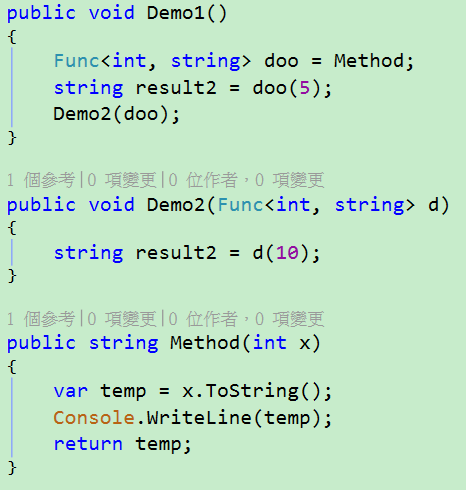 public void Demo1()
{
    Func<int, string> doo = Method;
    string result2 = doo(5);
    Demo2(doo);
}
1 個參考|0 項變更|0 位作者，0 項變更
public void Demo2(Func<int, string> d)
{
    string result2 = d(10);
}
1 個參考|0 項變更|0 位作者，0 項變更
public string Method(int x)
{
    var temp = x.ToString();
    Console.WriteLine(temp);
    return temp;
}